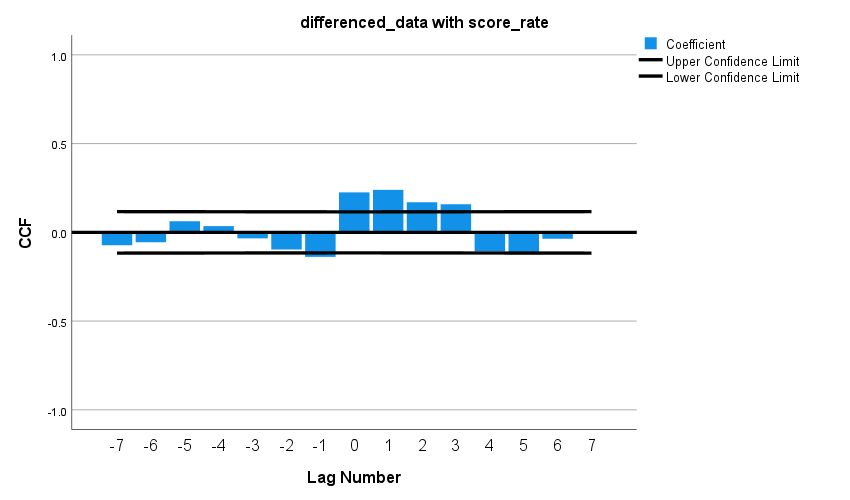 differenced_data with score_rate
Coefficient
Upper Confidence Limit
Lower Confidence Limit
1.0
0.5
0.0
-0.5
-1.0
CCF
-7 -6 -5 -4 -3 -2 -1 0 1 2 3 4 5 6 7
Lag Number